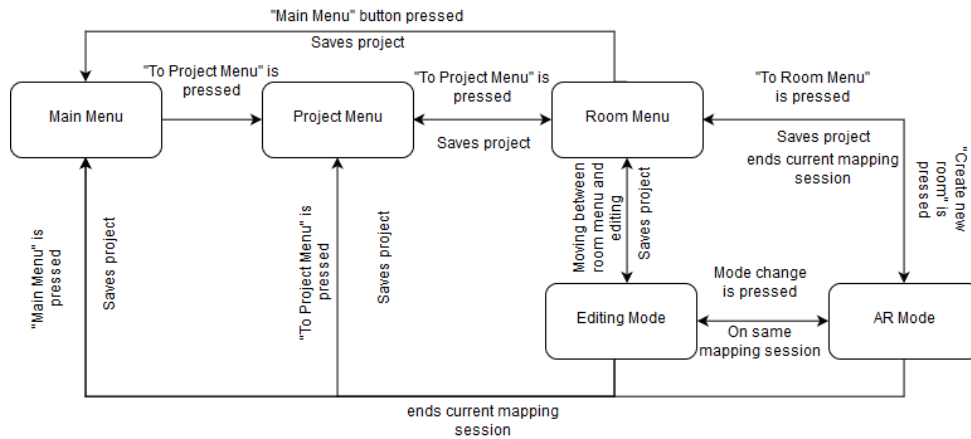 "Main Menu" button pressed
Saves project
"To Project Menu" is
pressed
"To Project Menu" is
pressed
"To Room Menu"
is pressed
Main Menu
Project Menu
Room Menu
Saves project
Saves project
ends current mapping
session
"Create new
room" is
pressed
Moving between
room menu and
editing
Saves project
"Main Menu" is
pressed
Saves project
"To Project Menu" is
pressed
Saves project
Mode change
is pressed
Editing Mode
AR Mode
On same
mapping session
ends current mapping
session